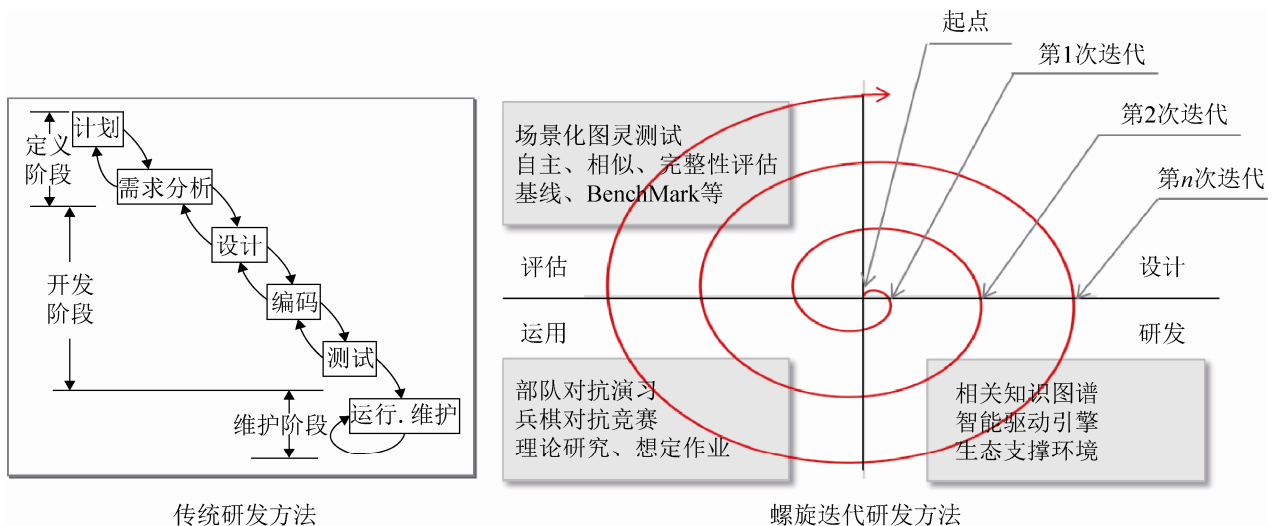 计划
定义
阶段
需求分析
设计
开发
阶段
编码
测试
运行.维护
维护阶段
传统研发方法
起点
第1次迭代
第2次迭代
第n次迭代
场景化图灵测试
自主、相似、完整性评估
基线、BenchMark等
评估
设计
运用
研发
部队对抗演习
兵棋对抗竞赛
理论研究、想定作业
相关知识图谱
智能驱动引擎
生态支撑环境
螺旋迭代研发方法